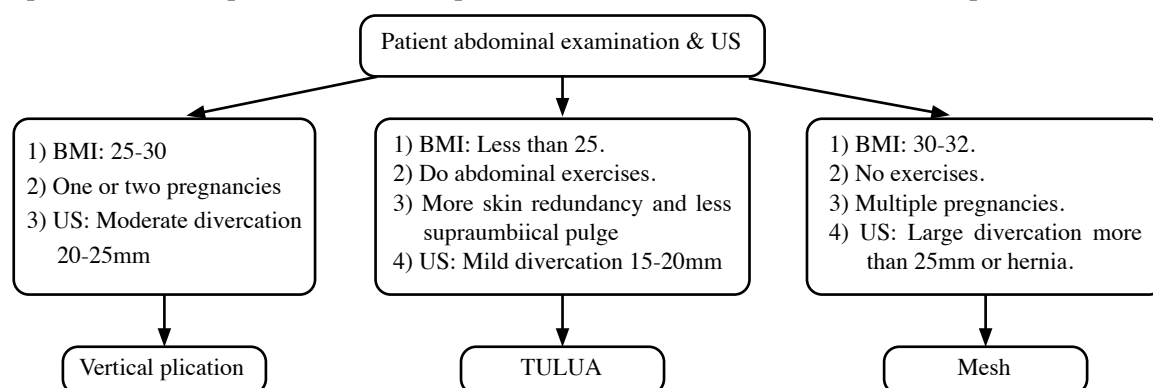 Patient abdominal examination & US
1) BMI: 25-30
2) One or two pregnancies
3) US: Moderate divercation
20-25mm
1) BMI: Less than 25.
2) Do abdominal exercises.
3) More skin redundancy and less
supraumbiical pulge
4) US: Mild divercation 15-20mm
1) BMI: 30-32.
2) No exercises.
3) Multiple pregnancies.
4) US: Large divercation more
than 25mm or hernia.
Vertical plication
TULUA
Mesh